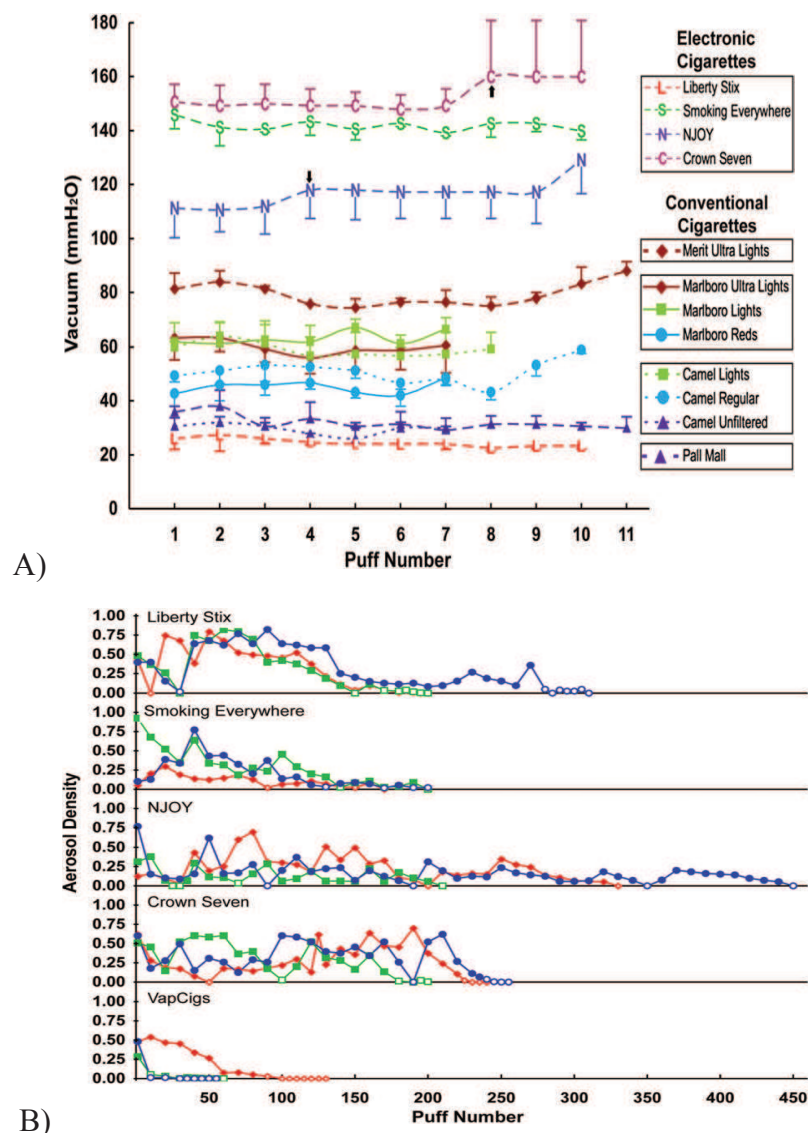 180
160
140
120
100
80
60
40
20
0
Vacuum (mmH₂O)
1 2 3 4 5 6 7 8 9 10 11
Puff Number
Electronic
Cigarettes
Liberty Stix
Smoking Everywhere
NJOY
Crown Seven
Conventional
Cigarettes
Merit Ultra Lights
Marlboro Ultra Lights
Marlboro Lights
Marlboro Reds
Camel Lights
Camel Regular
Camel Unfiltered
Pall Mall
A)
Aerosol Density
Liberty Stix
1.00
0.75
0.50
0.25
0.00
Smoking Everywhere
1.00
0.75
0.50
0.25
0.00
NJOY
1.00
0.75
0.50
0.25
0.00
Crown Seven
1.00
0.75
0.50
0.25
0.00
VapCigs
1.00
0.75
0.50
0.25
0.00
50 100 150 200 250 300 350 400 450
Puff Number
B)